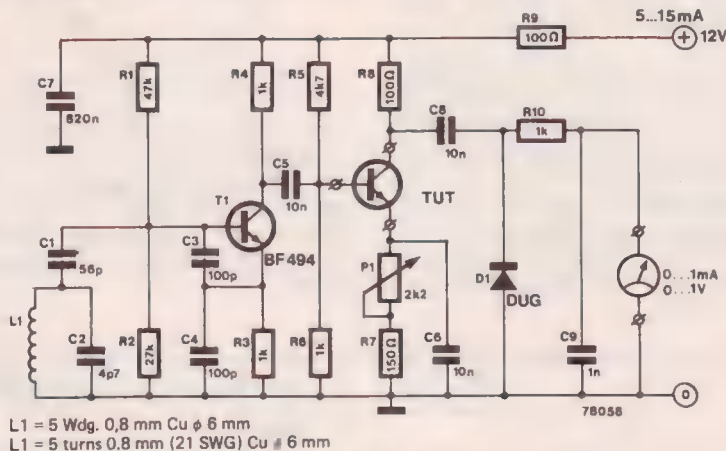 5...15mA
R9
100Ω
12V
C7
820n
R1
47k
R4
1k
R5
4k7
R8
100Ω
C8
10n
R10
1k
C5
10n
T1
BF 494
TUT
C1
56p
C3
100p
P1
2k2
D1
DUG
0...1mA
0...1V
L1
C2
4p7
R2
27k
C4
100p
R3
1k
R6
1k
R7
150Ω
C6
10n
C9
1n
78058
0
L1 = 5 Wdg. 0,8 mm Cu ϕ 6 mm
L1 = 5 turns 0.8 mm (21 SWG) Cu ϕ 6 mm